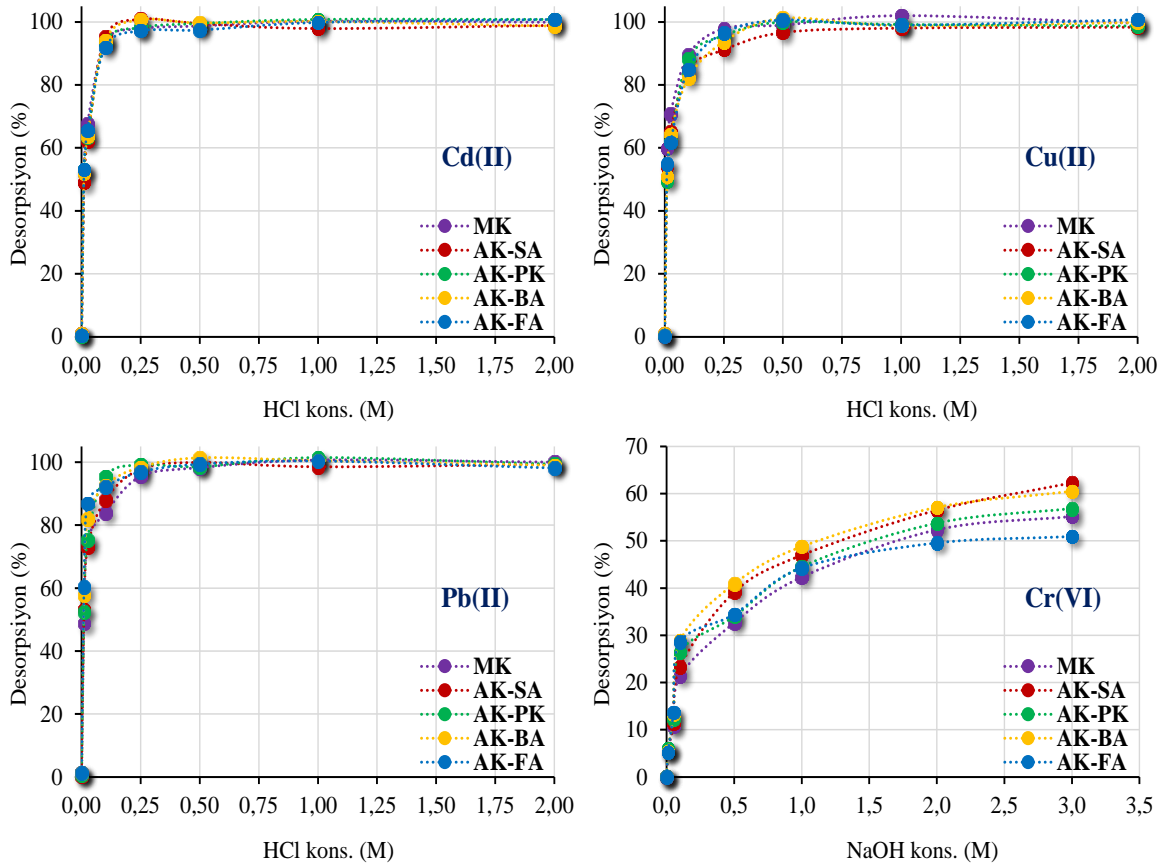 Desorpsiyon (%)
100
80
60
40
20
0
Cd(II)
MK
AK-SA
AK-PK
AK-BA
AK-FA
0,00 0,25 0,50 0,75 1,00 1,25 1,50 1,75 2,00
HCl kons. (M)
Desorpsiyon (%)
100
80
60
40
20
0
Cu(II)
MK
AK-SA
AK-PK
AK-BA
AK-FA
0,00 0,25 0,50 0,75 1,00 1,25 1,50 1,75 2,00
HCl kons. (M)
Desorpsiyon (%)
100
80
60
40
20
0
Pb(II)
MK
AK-SA
AK-PK
AK-BA
AK-FA
0,00 0,25 0,50 0,75 1,00 1,25 1,50 1,75 2,00
HCl kons. (M)
Desorpsiyon (%)
70
60
50
40
30
20
10
0
Cr(VI)
MK
AK-SA
AK-PK
AK-BA
AK-FA
0,0 0,5 1,0 1,5 2,0 2,5 3,0 3,5
NaOH kons. (M)